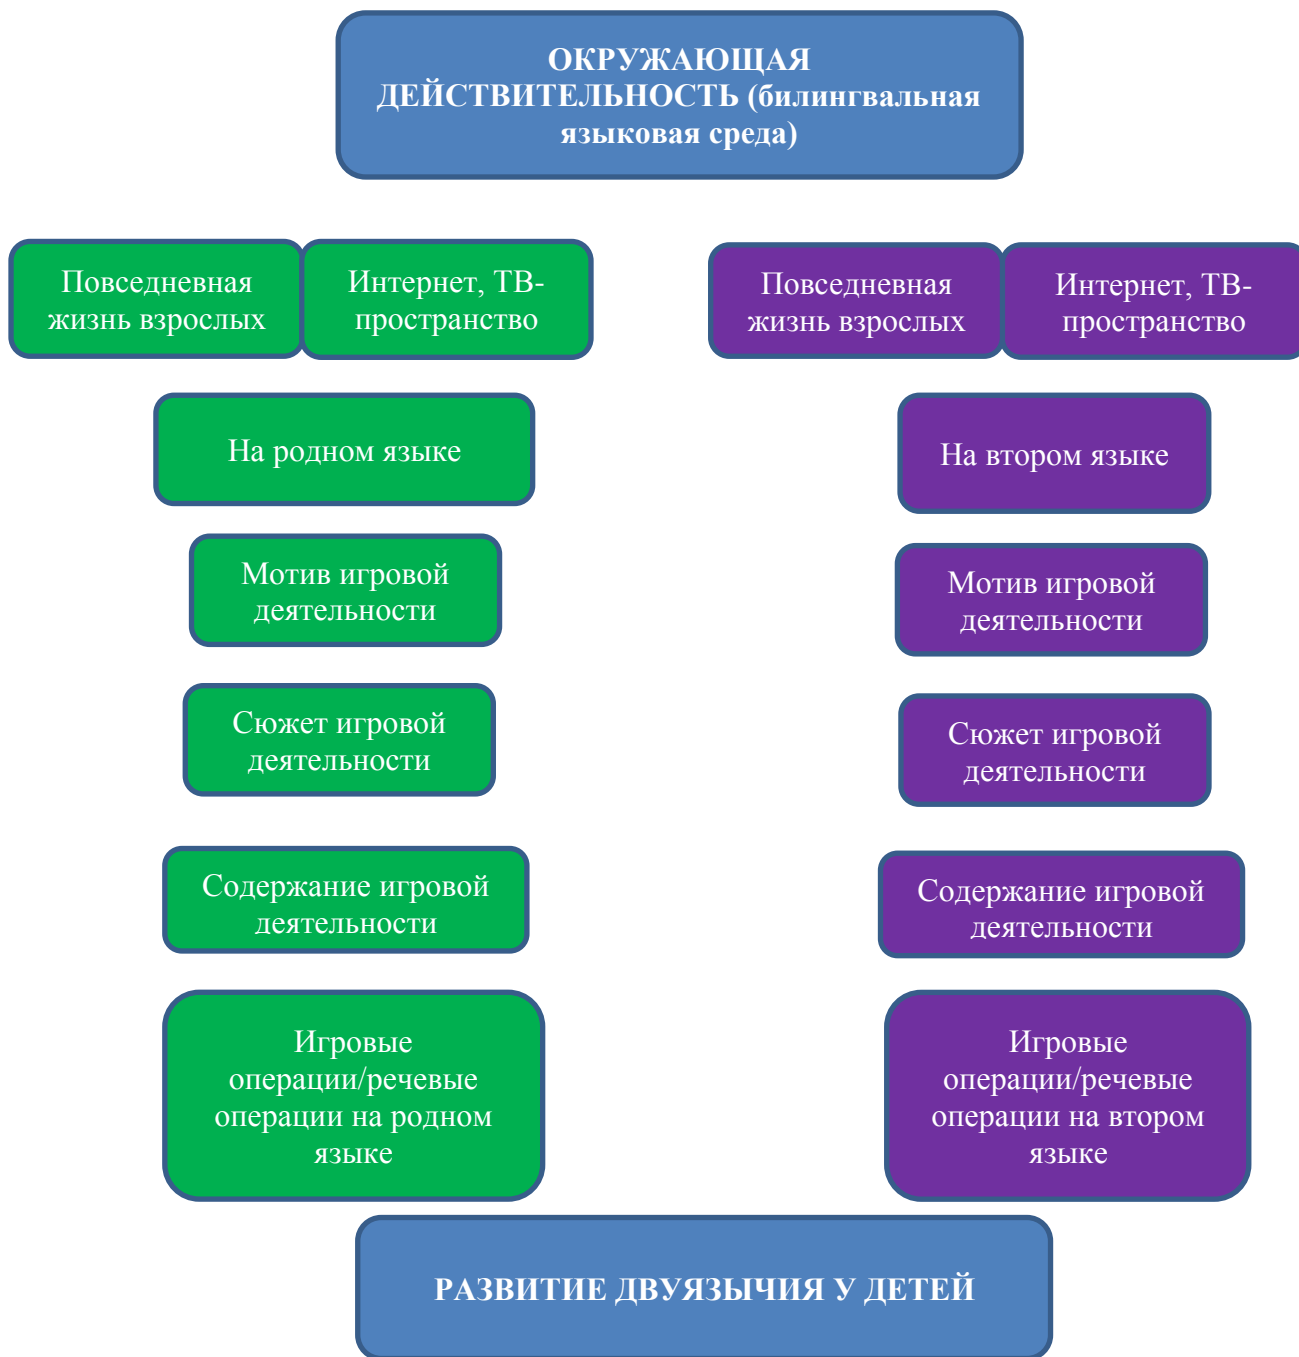 ОКРУЖАЮЩАЯ
ДЕЙСТВИТЕЛЬНОСТЬ (билингвальная
языковая среда)
Повседневная
жизнь взрослых
Интернет, ТВ-
пространство
Повседневная
жизнь взрослых
Интернет, ТВ-
пространство
На родном языке
На втором языке
Мотив игровой
деятельности
Мотив игровой
деятельности
Сюжет игровой
деятельности
Сюжет игровой
деятельности
Содержание игровой
деятельности
Содержание игровой
деятельности
Игровые
операции/речевые
операции на родном
языке
Игровые
операции/речевые
операции на втором
языке
РАЗВИТИЕ ДВУЯЗЫЧИЯ У ДЕТЕЙ